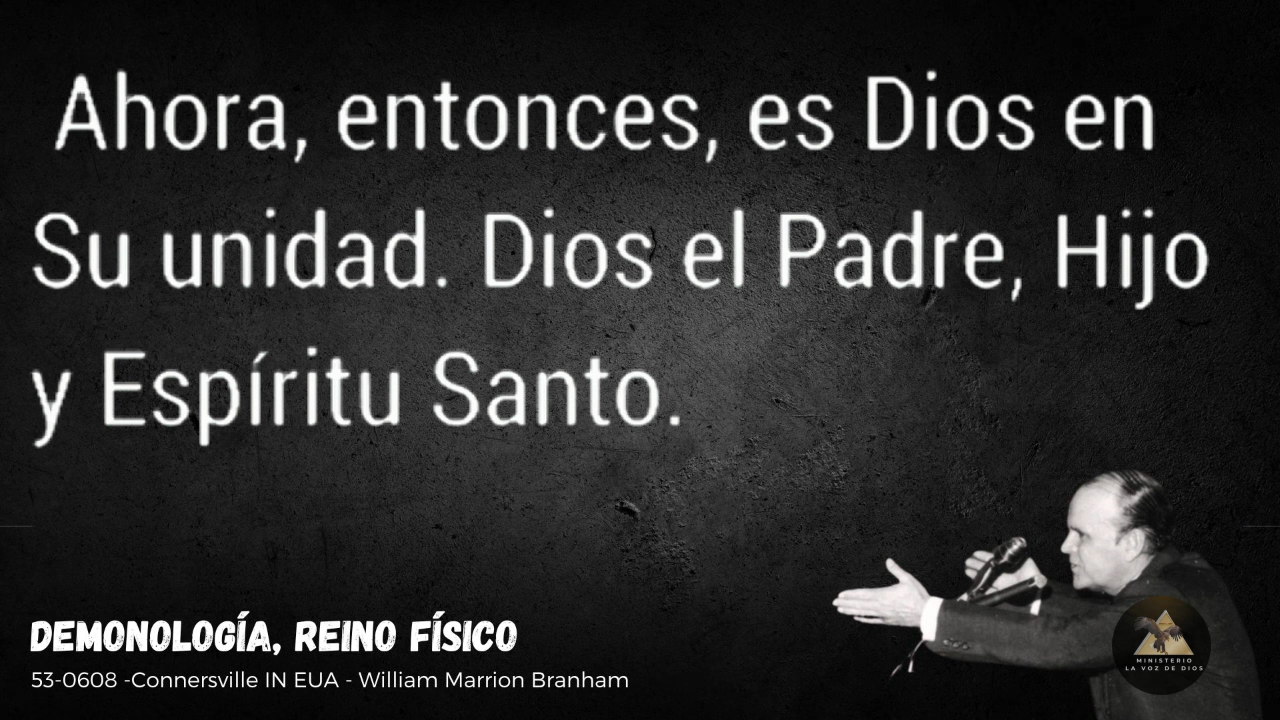 Ahora, entonces, es Dios en
Su unidad. Dios el Padre, Hijo
y Espíritu Santo.
DEMONOLOGÍA, REINO FÍSICO
53-0608 -Connersville IN EUA - William Marrion Branham
MINISTERIO
LA VOZ DE DIOS